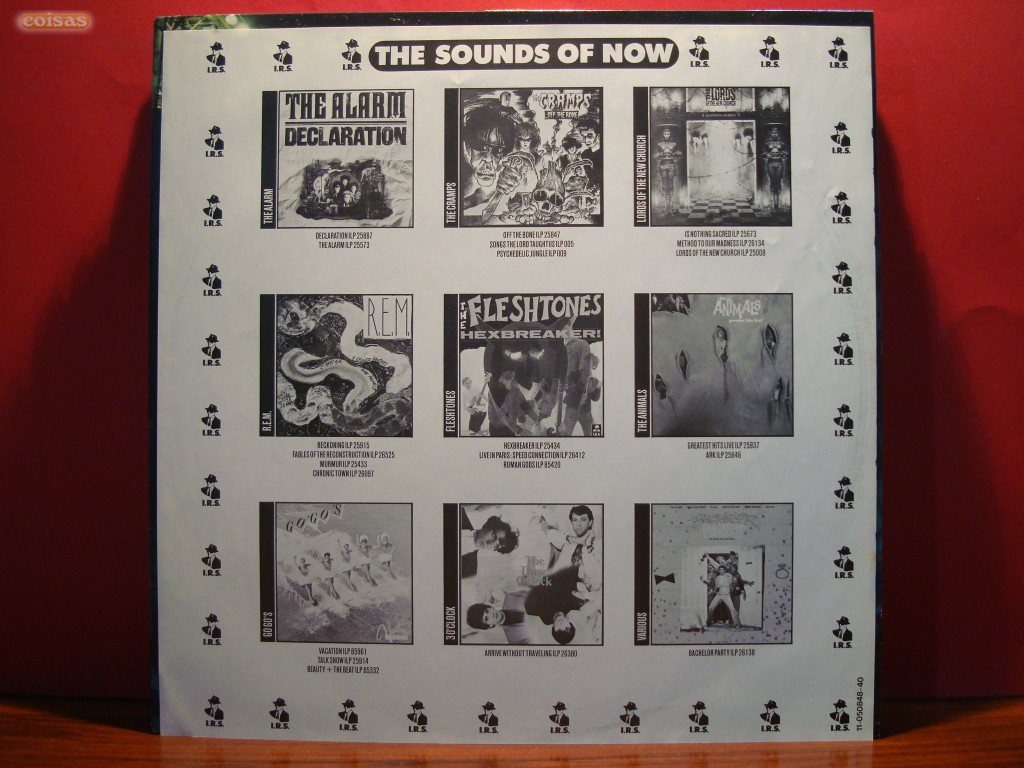 coisas
THE SOUNDS OF NOW
I.R.S. I.R.S. I.R.S. I.R.S. I.R.S. I.R.S.
THE ALARM
DECLARATION
THE ALARM
DECLARATION ILP 25887
THE ALARM ILP 25573
CRAMPS
OFF THE BONE
THE CRAMPS
OFF THE BONE ILP 25847
SONGS THE LORD TAUGHT US ILP 005
PSYCHEDELIC JUNGLE ILP 009
LORDS
OF THE NEW CHURCH
LORDS OF THE NEW CHURCH
IS NOTHING SACRED ILP 25673
METHOD TO OUR MADNESS ILP 26134
LORDS OF THE NEW CHURCH ILP 25008
I.R.S. I.R.S.
I.R.S. I.R.S.
I.R.S. I.R.S.
R.E.M.
R.E.M.
RECKONING ILP 25915
FABLES OF THE RECONSTRUCTION ILP 26525
MURMUR ILP 25433
CHRONIC TOWN ILP 26097
THE FLESHTONES
HEXBREAKER!
FLESHTONES
HEXBREAKER ILP 25434
LIVE IN PARIS: SPEED CONNECTION ILP 26412
ROMAN GODS ILP 85420
ANIMALS
THE ANIMALS
GREATEST HITS LIVE ILP 25937
ARK ILP 25646
I.R.S. I.R.S.
I.R.S. I.R.S.
I.R.S. I.R.S.
GO-GO'S
GO GO'S
VACATION ILP 85961
TALK SHOW ILP 25914
BEAUTY + THE BEAT ILP 85332
The
Three
O'Clock
3 O'CLOCK
ARRIVE WITHOUT TRAVELING ILP 26380
VARIOUS
BACHELOR PARTY ILP 26138
I.R.S. I.R.S.
I.R.S. I.R.S.
I.R.S. I.R.S. I.R.S. I.R.S. I.R.S. I.R.S. I.R.S. I.R.S. I.R.S. I.R.S.
11-050848-40